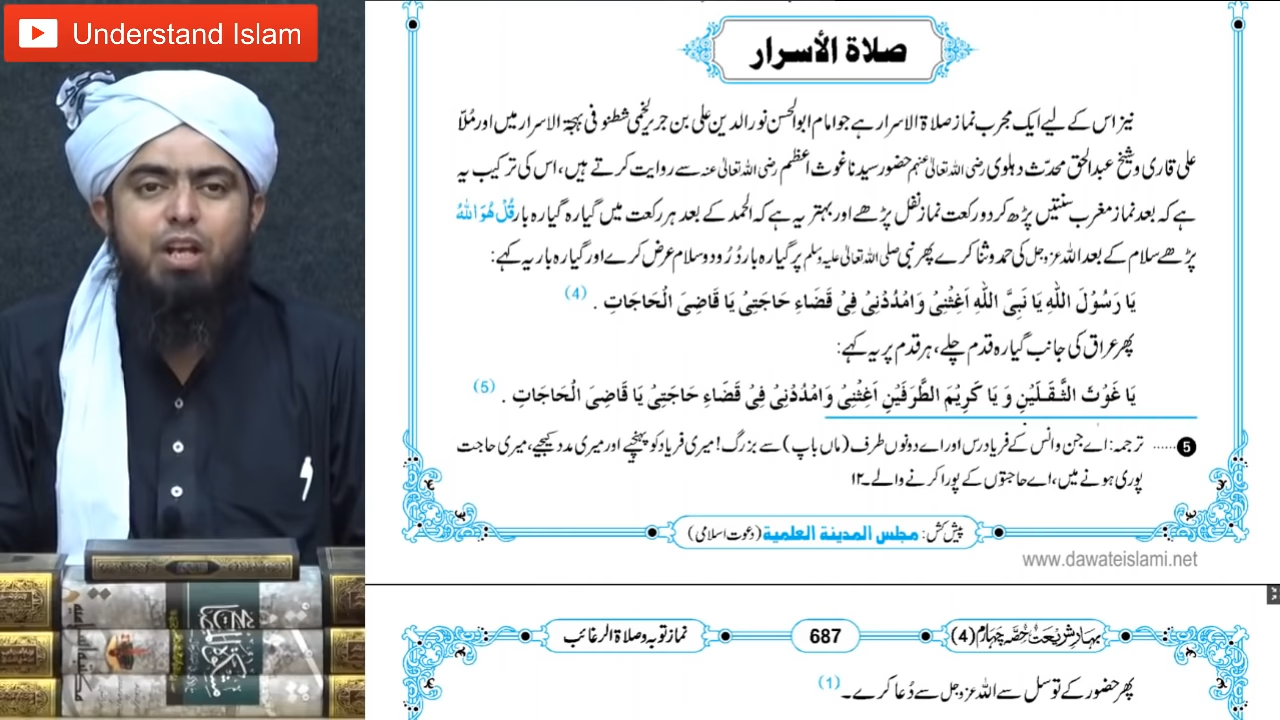 Understand Islam
صلاة الأسرار
نیز اس کے لیے ایک مجرب نماز صلاۃ الاسرار ہے جو امام ابوالحسن نور الدین علی بن جریر لخمی شطنوفی بہجۃ الاسرار میں اور مُلّا
علی قاری و شیخ عبدالحق محدّث دہلوی رضی اللہ تعالیٰ عنہم حضور سیدنا غوث اعظم رضی اللہ تعالیٰ عنہ سے روایت کرتے ہیں، اس کی ترکیب یہ
ہے کہ بعد نماز مغرب سنتیں پڑھ کر دو رکعت نماز نفل پڑھے اور بہتر یہ ہے کہ الحمد کے بعد ہر رکعت میں گیارہ گیارہ بار قُلْ هُوَ اللّٰهُ
پڑھے سلام کے بعد اللہ عزوجل کی حمد و ثنا کرے پھر نبی صلی اللہ تعالیٰ علیہ وسلم پر گیارہ بار دُرُود و سلام عرض کرے اور گیارہ بار یہ کہے:
یَا رَسُوْلَ اللّٰهِ یَا نَبِیَّ اللّٰهِ اَغِثْنِیْ وَامْدُدْنِیْ فِیْ قَضَاءِ حَاجَتِیْ یَا قَاضِیَ الْحَاجَاتِ . (4)
پھر عراق کی جانب گیارہ قدم چلے، ہر قدم پر یہ کہے:
یَا غَوْثَ الثَّقَلَیْنِ وَ یَا کَرِیْمَ الطَّرَفَیْنِ اَغِثْنِیْ وَامْدُدْنِیْ فِیْ قَضَاءِ حَاجَتِیْ یَا قَاضِیَ الْحَاجَاتِ . (5)
5 ...... ترجمہ: اے جن و انس کے فریاد رس اور اے دونوں طرف (ماں باپ) سے بزرگ! میری فریاد کو پہنچیے اور میری مدد کیجیے، میری حاجت
پوری ہونے میں، اے حاجتوں کے پورا کرنے والے۔ ۱۲
پیش کش: مجلس المدینة العلمیة (دعوت اسلامی)
www.dawateislami.net
بہار شریعت حصّہ چہارم (4)
687
نماز توبہ و صلاة الرغائب
پھر حضور کے توسل سے اللہ عزوجل سے دُعا کرے۔ (1)